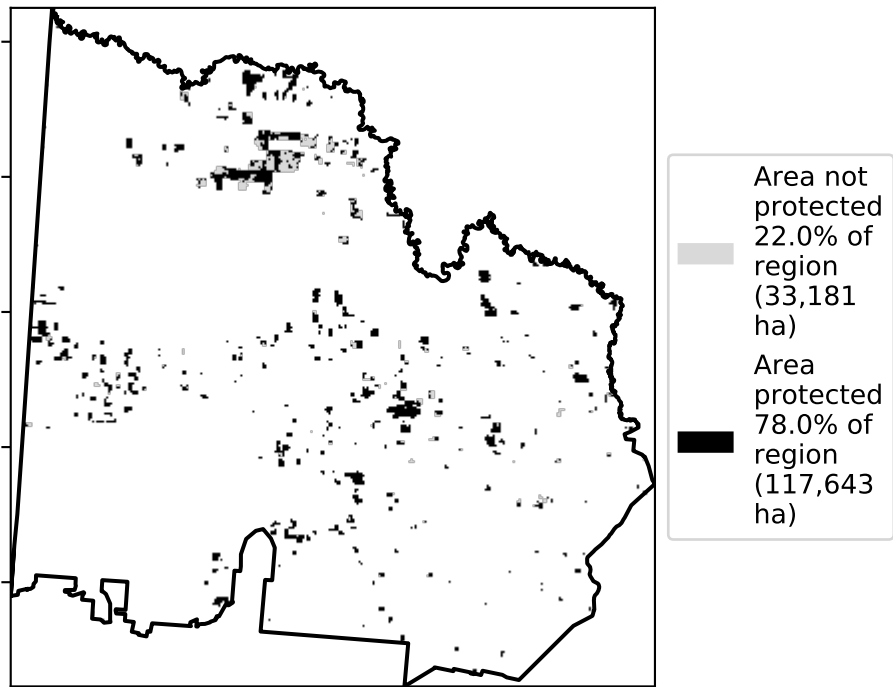 Area not
protected
22.0% of
region
(33,181
ha)
Area
protected
78.0% of
region
(117,643
ha)